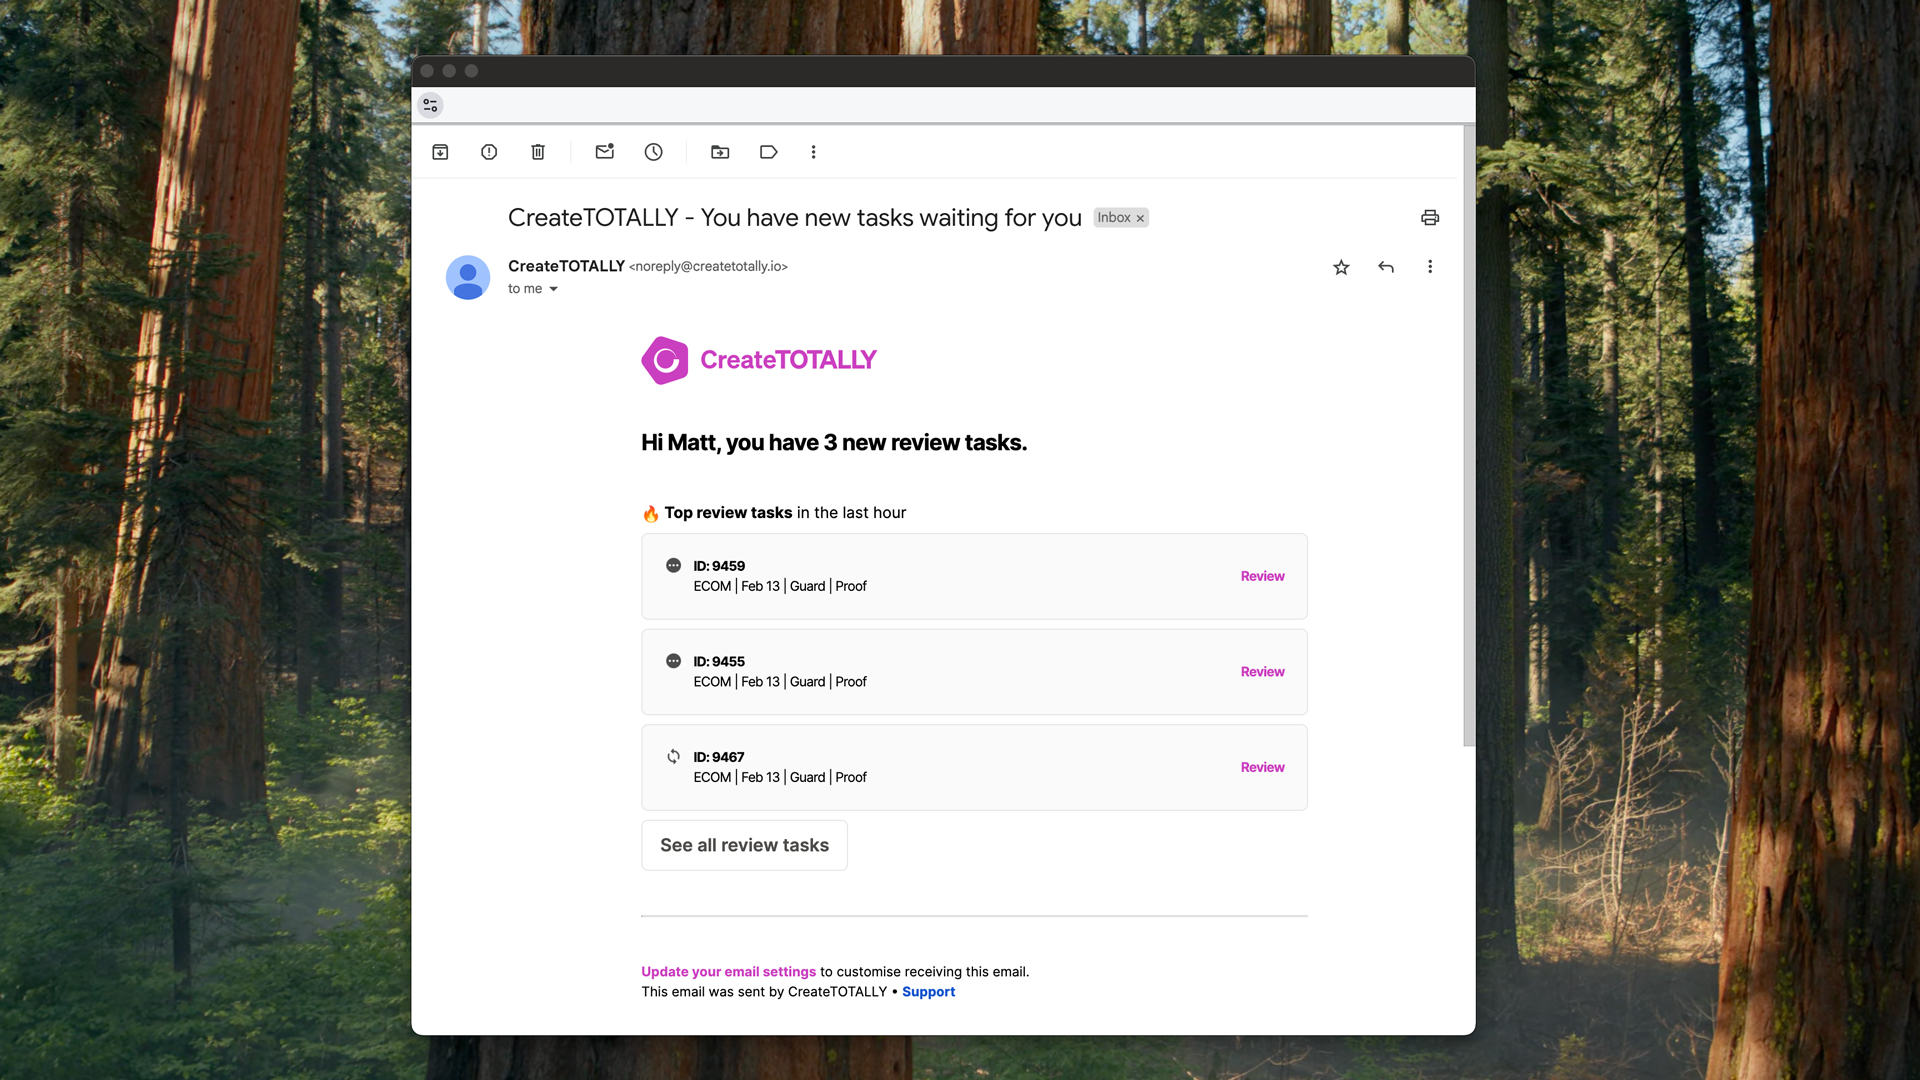 CreateTOTALLY - You have new tasks waiting for you Inbox ×
CreateTOTALLY <noreply@createtotally.io>
to me
CreateTOTALLY
Hi Matt, you have 3 new review tasks.
🔥 Top review tasks in the last hour
ID: 9459
ECOM | Feb 13 | Guard | Proof
Review
ID: 9455
ECOM | Feb 13 | Guard | Proof
Review
ID: 9467
ECOM | Feb 13 | Guard | Proof
Review
See all review tasks
Update your email settings to customise receiving this email.
This email was sent by CreateTOTALLY • Support